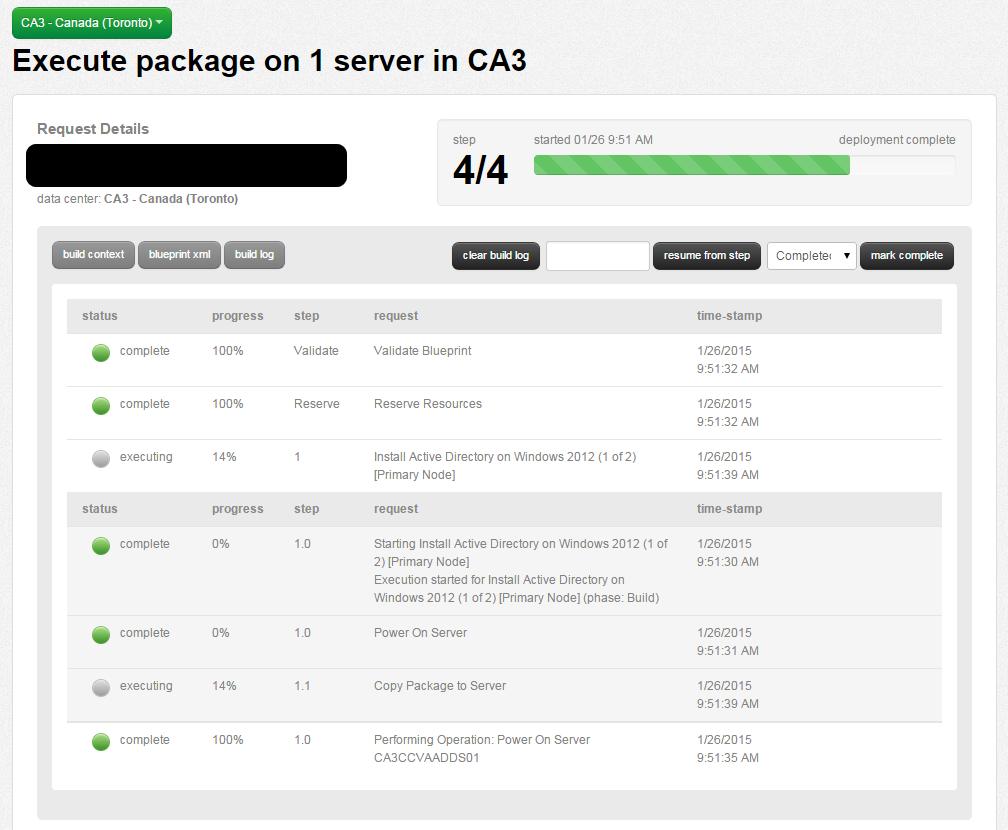 CA3 - Canada (Toronto)
Execute package on 1 server in CA3
Request Details
data center: CA3 - Canada (Toronto)
step
4/4
started 01/26 9:51 AM
deployment complete
build context
blueprint xml
build log
clear build log
resume from step
Completed
mark complete
status progress step request time-stamp
complete 100% Validate Validate Blueprint 1/26/2015
9:51:32 AM
complete 100% Reserve Reserve Resources 1/26/2015
9:51:32 AM
executing 14% 1 Install Active Directory on Windows 2012 (1 of 2) 1/26/2015
[Primary Node] 9:51:39 AM
status progress step request time-stamp
complete 0% 1.0 Starting Install Active Directory on Windows 2012 (1 of 1/26/2015
2) [Primary Node] 9:51:30 AM
Execution started for Install Active Directory on
Windows 2012 (1 of 2) [Primary Node] (phase: Build)
complete 0% 1.0 Power On Server 1/26/2015
9:51:31 AM
executing 14% 1.1 Copy Package to Server 1/26/2015
9:51:39 AM
complete 100% 1.0 Performing Operation: Power On Server 1/26/2015
CA3CCVAADDS01 9:51:35 AM